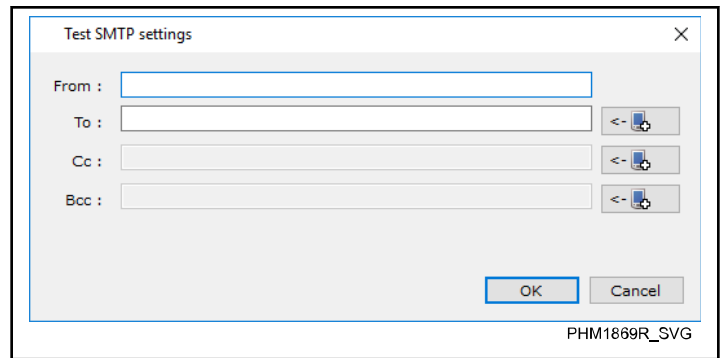 Test SMTP settings
From :
To :
<-
Cc :
<-
Bcc :
<-
OK Cancel
PHM1869R_SVG